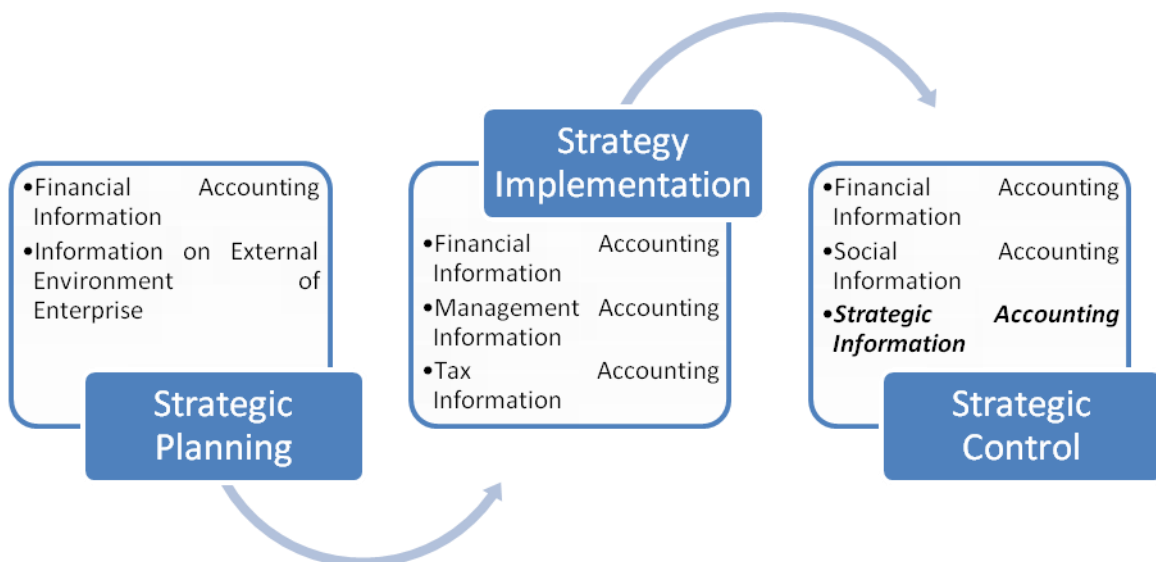 •Financial Accounting
Information
•Information on External
Environment of
Enterprise
Strategic
Planning
Strategy
Implementation
•Financial Accounting
Information
•Management Accounting
Information
•Tax Accounting
Information
•Financial Accounting
Information
•Social Accounting
Information
•Strategic Accounting
Information
Strategic
Control